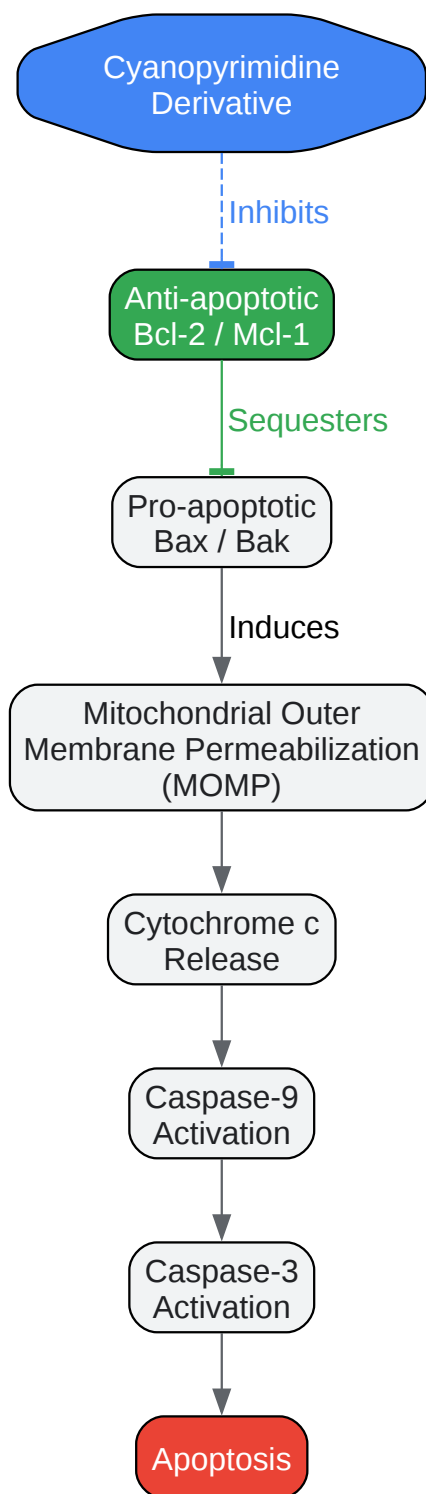 Cyanopyrimidine
Derivative
Inhibits
Anti-apoptotic
Bcl-2 / Mcl-1
Sequesters
Pro-apoptotic
Bax / Bak
Induces
Mitochondrial Outer
Membrane Permeabilization
(MOMP)
Cytochrome c
Release
Caspase-9
Activation
Caspase-3
Activation
Apoptosis